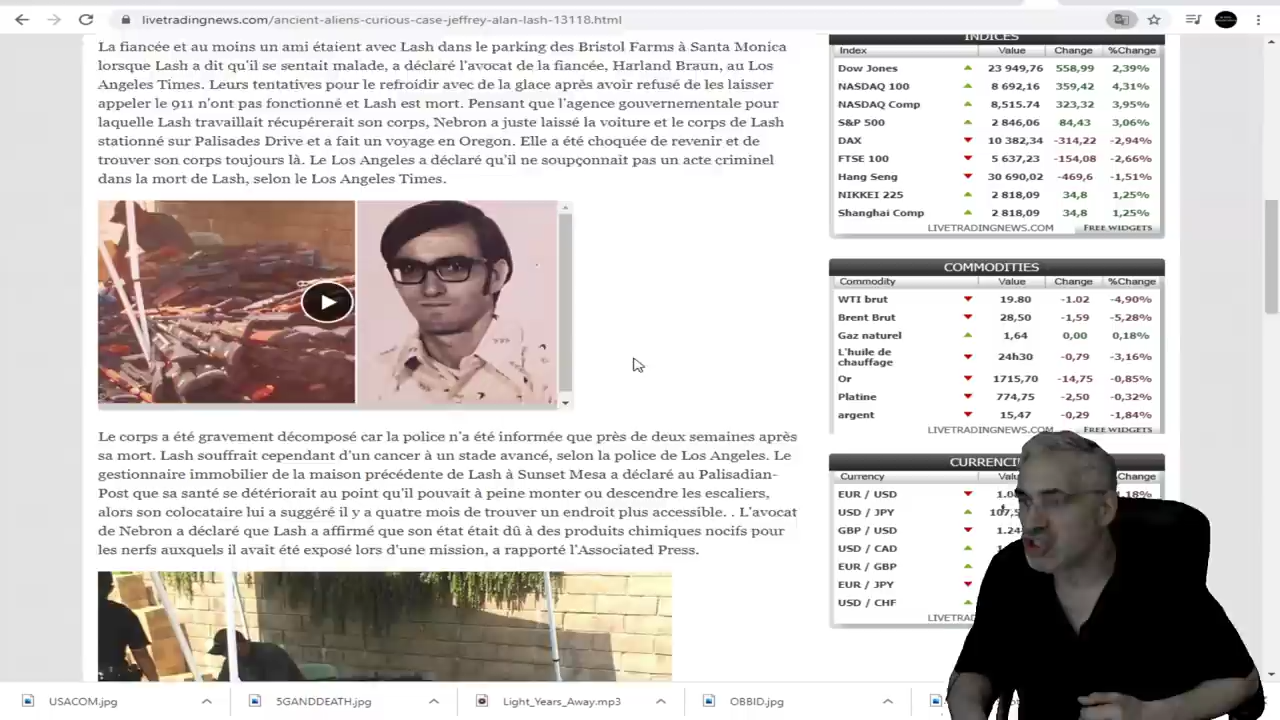 livetradingnews.com/ancient-aliens-curious-case-jeffrey-alan-lash-13118.html
La fiancée et au moins un ami étaient avec Lash dans le parking des Bristol Farms à Santa Monica
lorsque Lash a dit qu'il se sentait malade, a déclaré l'avocat de la fiancée, Harland Braun, au Los
Angeles Times. Leurs tentatives pour le refroidir avec de la glace après avoir refusé de les laisser
appeler le 911 n'ont pas fonctionné et Lash est mort. Pensant que l'agence gouvernementale pour
laquelle Lash travaillait récupérerait son corps, Nebron a juste laissé la voiture et le corps de Lash
stationné sur Palisades Drive et a fait un voyage en Oregon. Elle a été choquée de revenir et de
trouver son corps toujours là. Le Los Angeles a déclaré qu'il ne soupçonnait pas un acte criminel
dans la mort de Lash, selon le Los Angeles Times.
Le corps a été gravement décomposé car la police n'a été informée que près de deux semaines après
sa mort. Lash souffrait cependant d'un cancer à un stade avancé, selon la police de Los Angeles. Le
gestionnaire immobilier de la maison précédente de Lash à Sunset Mesa a déclaré au Palisadian-
Post que sa santé se détériorait au point qu'il pouvait à peine monter ou descendre les escaliers,
alors son colocataire lui a suggéré il y a quatre mois de trouver un endroit plus accessible. . L'avocat
de Nebron a déclaré que Lash a affirmé que son état était dû à des produits chimiques nocifs pour
les nerfs auxquels il avait été exposé lors d'une mission, a rapporté l'Associated Press.
INDICES
Index Value Change %Change
Dow Jones 23 949,76 558,99 2,39%
NASDAQ 100 8 692,16 359,42 4,31%
NASDAQ Comp 8,515.74 323,32 3,95%
S&P 500 2 846,06 84,43 3,06%
DAX 10 382,34 -314,22 -2,94%
FTSE 100 5 637,23 -154,08 -2,66%
Hang Seng 30 690,02 -469,6 -1,51%
NIKKEI 225 2 818,09 34,8 1,25%
Shanghai Comp 2 818,09 34,8 1,25%
LIVETRADINGNEWS.COM FREE WIDGETS
COMMODITIES
Commodity Value Change %Change
WTI brut 19.80 -1.02 -4,90%
Brent Brut 28,50 -1,59 -5,28%
Gaz naturel 1,64 0,00 0,18%
L'huile de
chauffage 24h30 -0,79 -3,16%
Or 1715,70 -14,75 -0,85%
Platine 774,75 -2,50 -0,32%
argent 15,47 -0,29 -1,84%
LIVETRADINGNEWS.COM FREE WIDGETS
Currency
EUR / USD
USD / JPY
GBP / USD
USD / CAD
EUR / GBP
EUR / JPY
USD / CHF
USACOM.jpg
5GANDDEATH.jpg
Light_Years_Away.mp3
OBBID.jpg